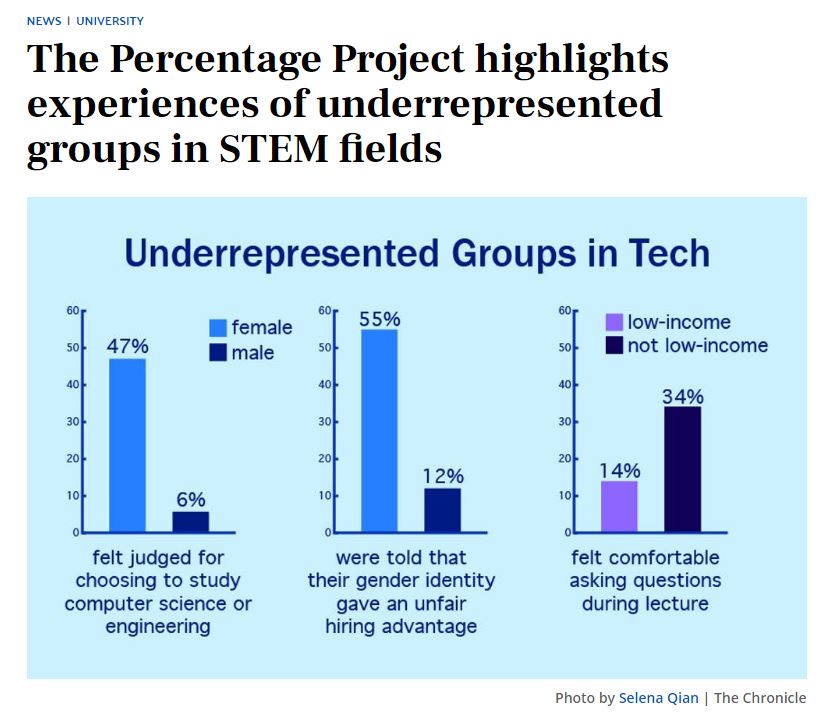 NEWS | UNIVERSITY
The Percentage Project highlights
experiences of underrepresented
groups in STEM fields
Underrepresented Groups in Tech
60
50
40
30
20
10
0
47%
6%
female
male
felt judged for
choosing to study
computer science or
engineering
60
50
40
30
20
10
0
55%
12%
were told that
their gender identity
gave an unfair
hiring advantage
60
50
40
30
20
10
0
low-income
not low-income
14%
34%
felt comfortable
asking questions
during lecture
Photo by Selena Qian | The Chronicle